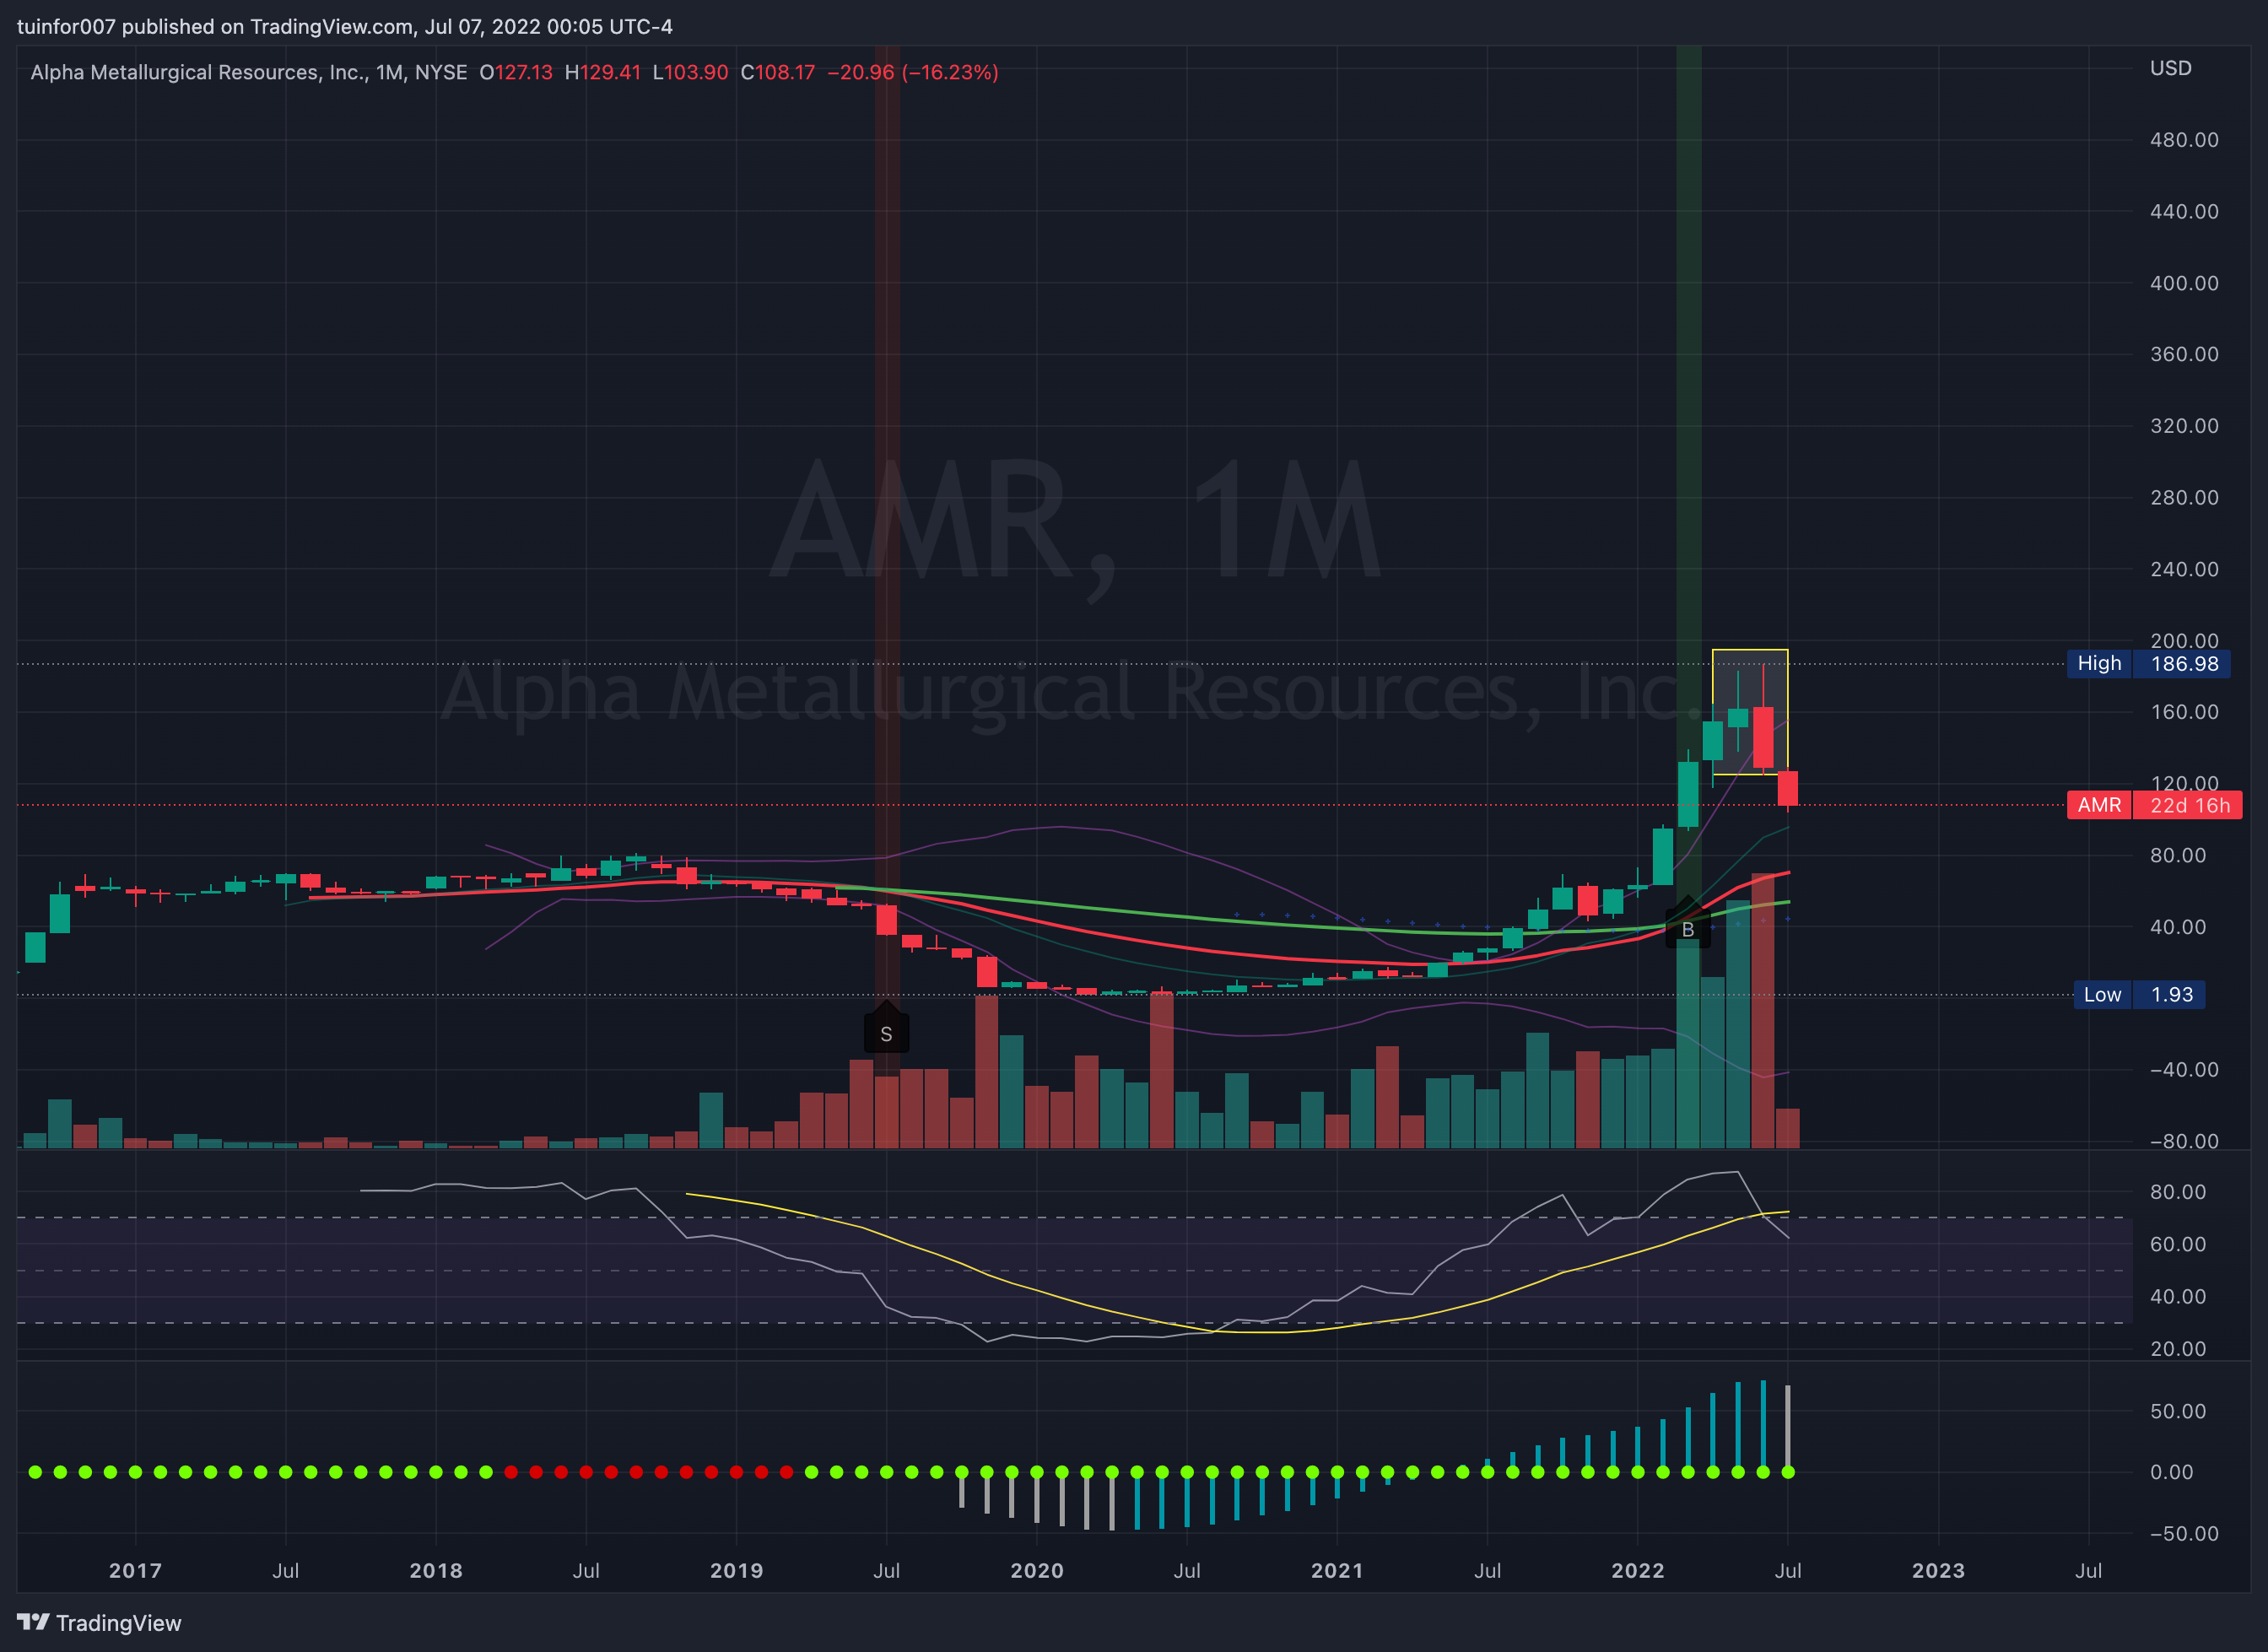 tuinfor007 published on TradingView.com, Jul 07, 2022 00:05 UTC-4
Alpha Metallurgical Resources, Inc., 1M, NYSE O127.13 H129.41 L103.90 C108.17 −20.96 (−16.23%)
USD
480.00
440.00
400.00
360.00
320.00
280.00
AMR, 1M
240.00
200.00
High 186.98
Alpha Metallurgical Resources, Inc.
160.00
120.00
AMR 22d 16h
80.00
40.00
B
Low 1.93
S
−40.00
−80.00
80.00
60.00
40.00
20.00
50.00
0.00
−50.00
2017 Jul 2018 Jul 2019 Jul 2020 Jul 2021 Jul 2022 Jul 2023 Jul
TradingView